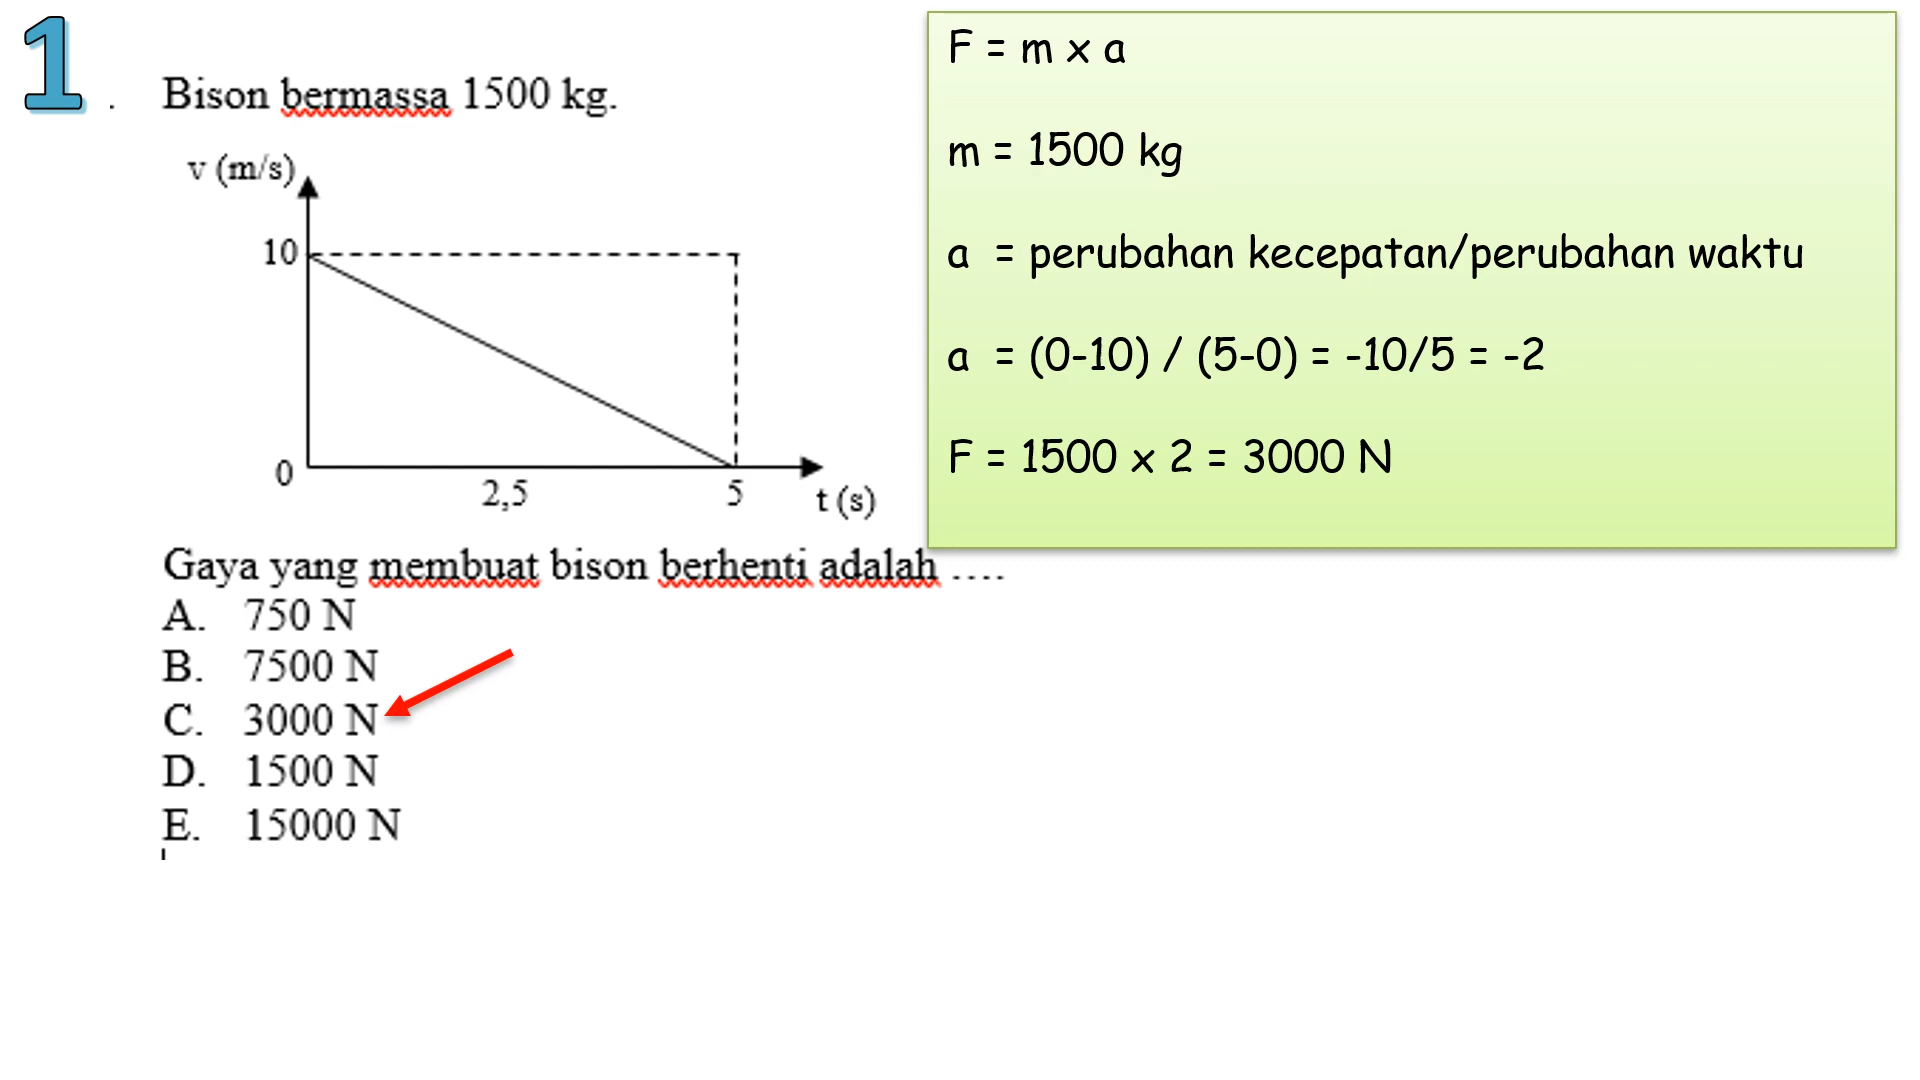 1 . Bison bermassa 1500 kg.
v (m/s)
10
0
2,5
5
t (s)
Gaya yang membuat bison berhenti adalah ....
A. 750 N
B. 7500 N
C. 3000 N
D. 1500 N
E. 15000 N
F = m x a
m = 1500 kg
a = perubahan kecepatan/perubahan waktu
a = (0-10) / (5-0) = -10/5 = -2
F = 1500 x 2 = 3000 N